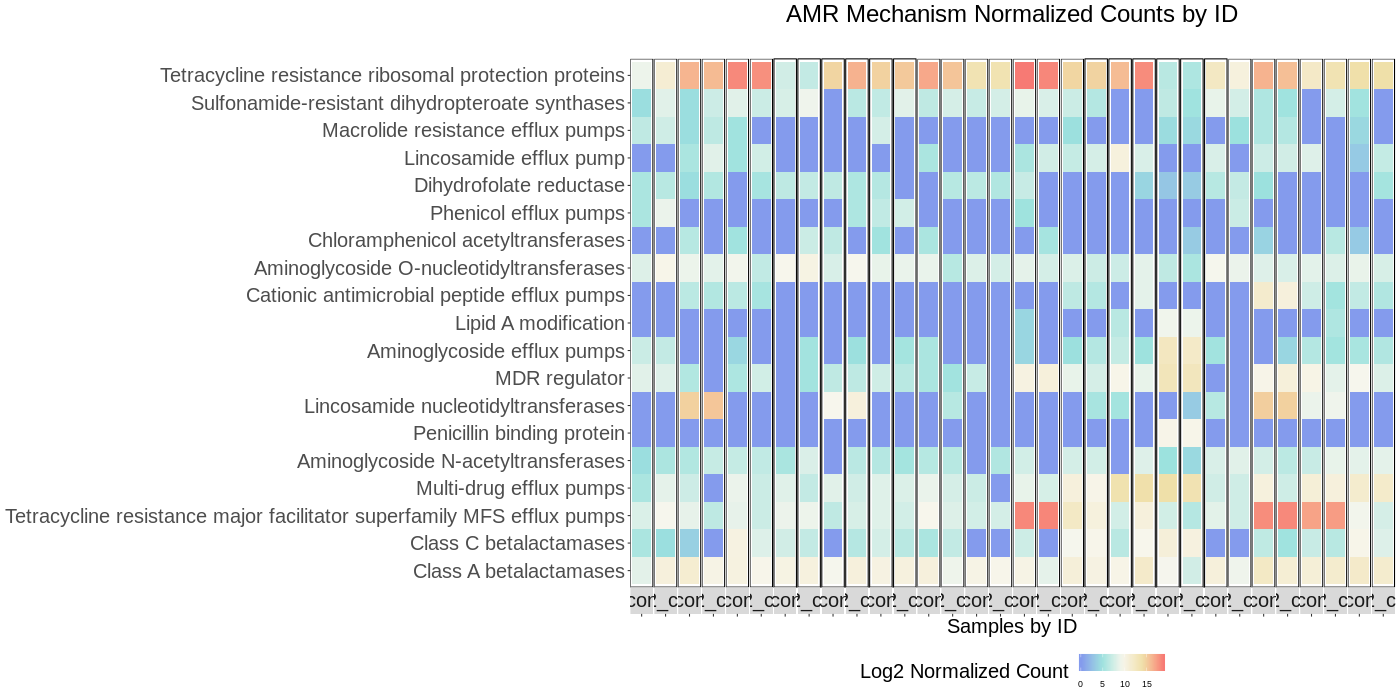 AMR Mechanism Normalized Counts by ID
Tetracycline resistance ribosomal protection proteins
Sulfonamide-resistant dihydropteroate synthases
Macrolide resistance efflux pumps
Lincosamide efflux pump
Dihydrofolate reductase
Phenicol efflux pumps
Chloramphenicol acetyltransferases
Aminoglycoside O-nucleotidyltransferases
Cationic antimicrobial peptide efflux pumps
Lipid A modification
Aminoglycoside efflux pumps
MDR regulator
Lincosamide nucleotidyltransferases
Penicillin binding protein
Aminoglycoside N-acetyltransferases
Multi-drug efflux pumps
Tetracycline resistance major facilitator superfamily MFS efflux pumps
Class C betalactamases
Class A betalactamases
Samples by ID
Log2 Normalized Count
0 5 10 15